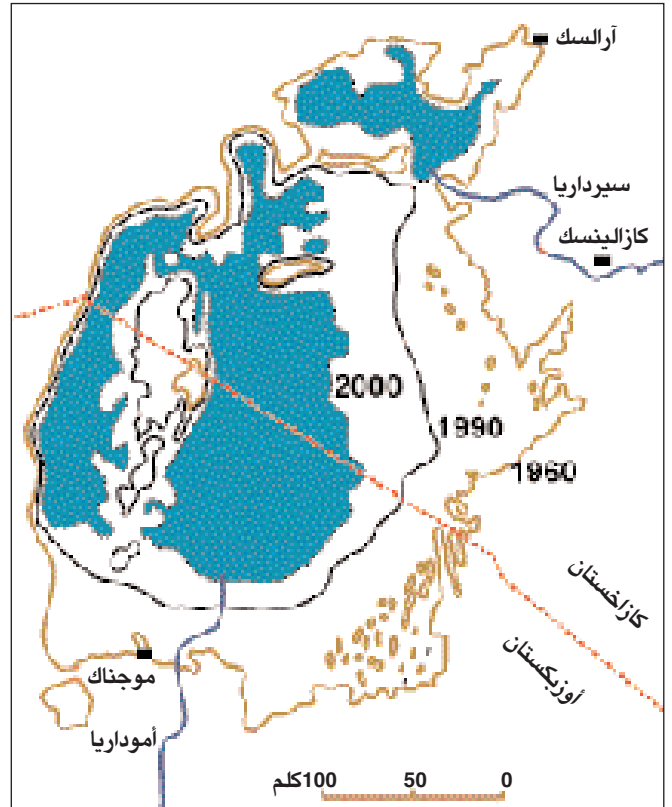 آرالسك
سيرداريا
كازالينسك
2000
1990
1960
كازاخستان
أوزبكستان
موجناك
أموداريا
0 50 100كلم